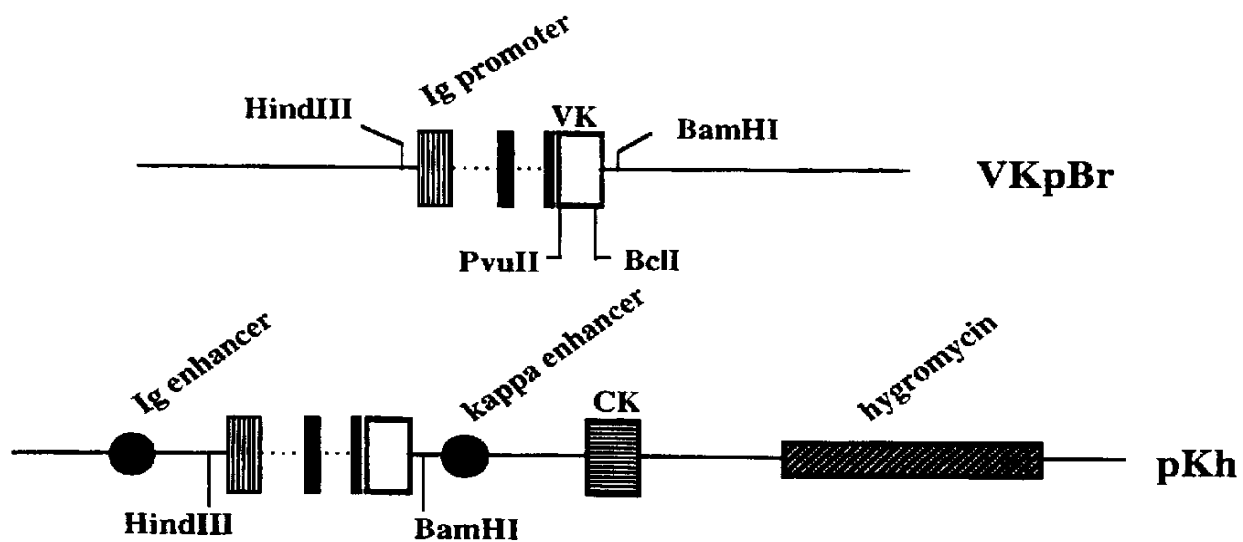 Ig promoter
HindIII
VK
BamHI
VKpBr
PvuII
BclI
Ig enhancer
kappa enhancer
CK
hygromycin
pKh
HindIII
BamHI